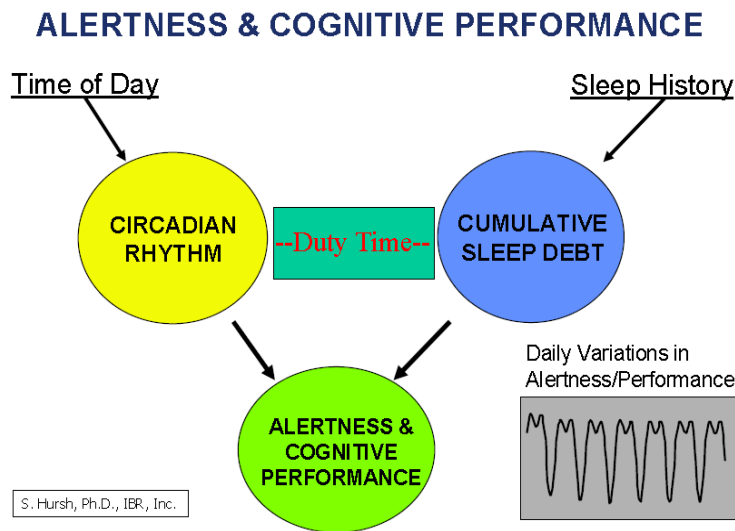 ALERTNESS & COGNITIVE PERFORMANCE
Time of Day
Sleep History
CIRCADIAN
RHYTHM
--Duty Time--
CUMULATIVE
SLEEP DEBT
ALERTNESS &
COGNITIVE
PERFORMANCE
Daily Variations in
Alertness/Performance
S. Hursh, Ph.D., IBR, Inc.